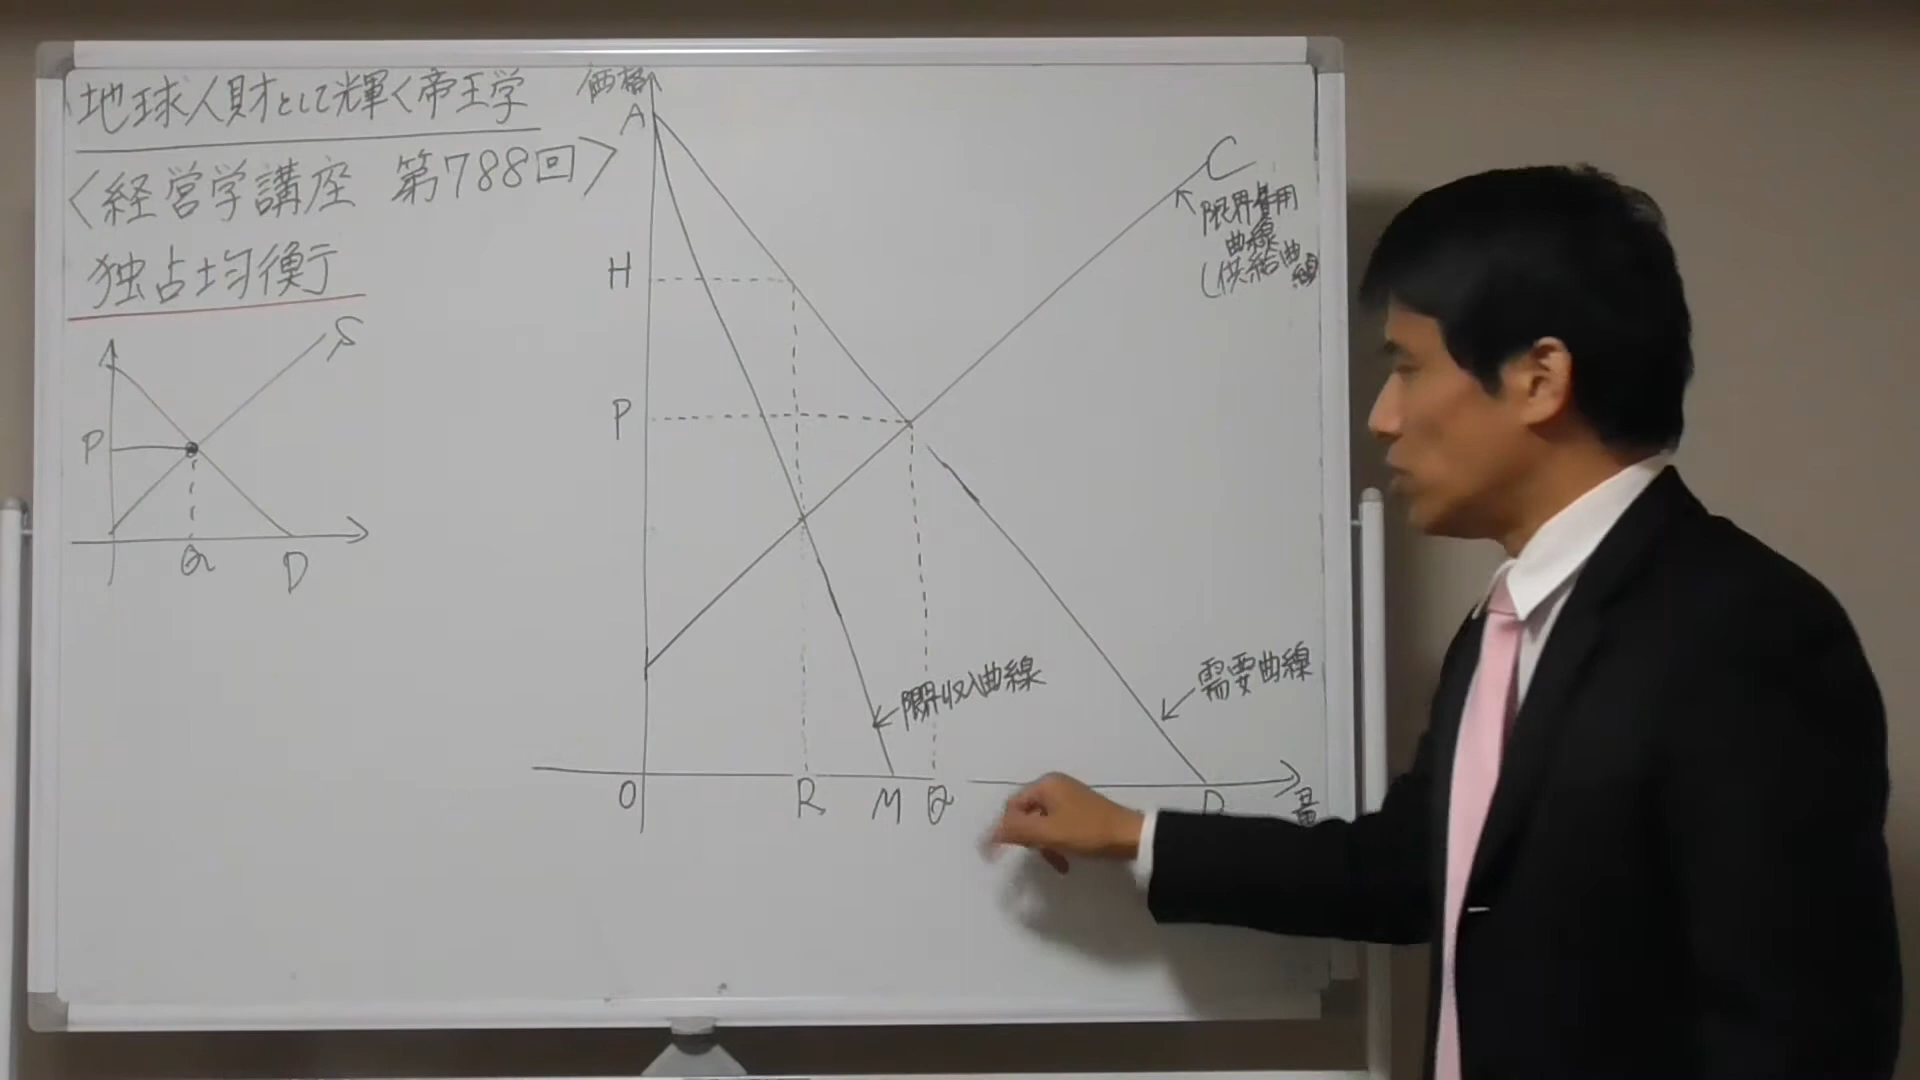 地球人財として輝く帝王学
〈経営学講座 第788回〉
独占均衡
S
P
Q
D
価格
A
H
P
O
R
M
Q
D
量
C
限界費用
曲線
(供給曲線
限界収入曲線
需要曲線